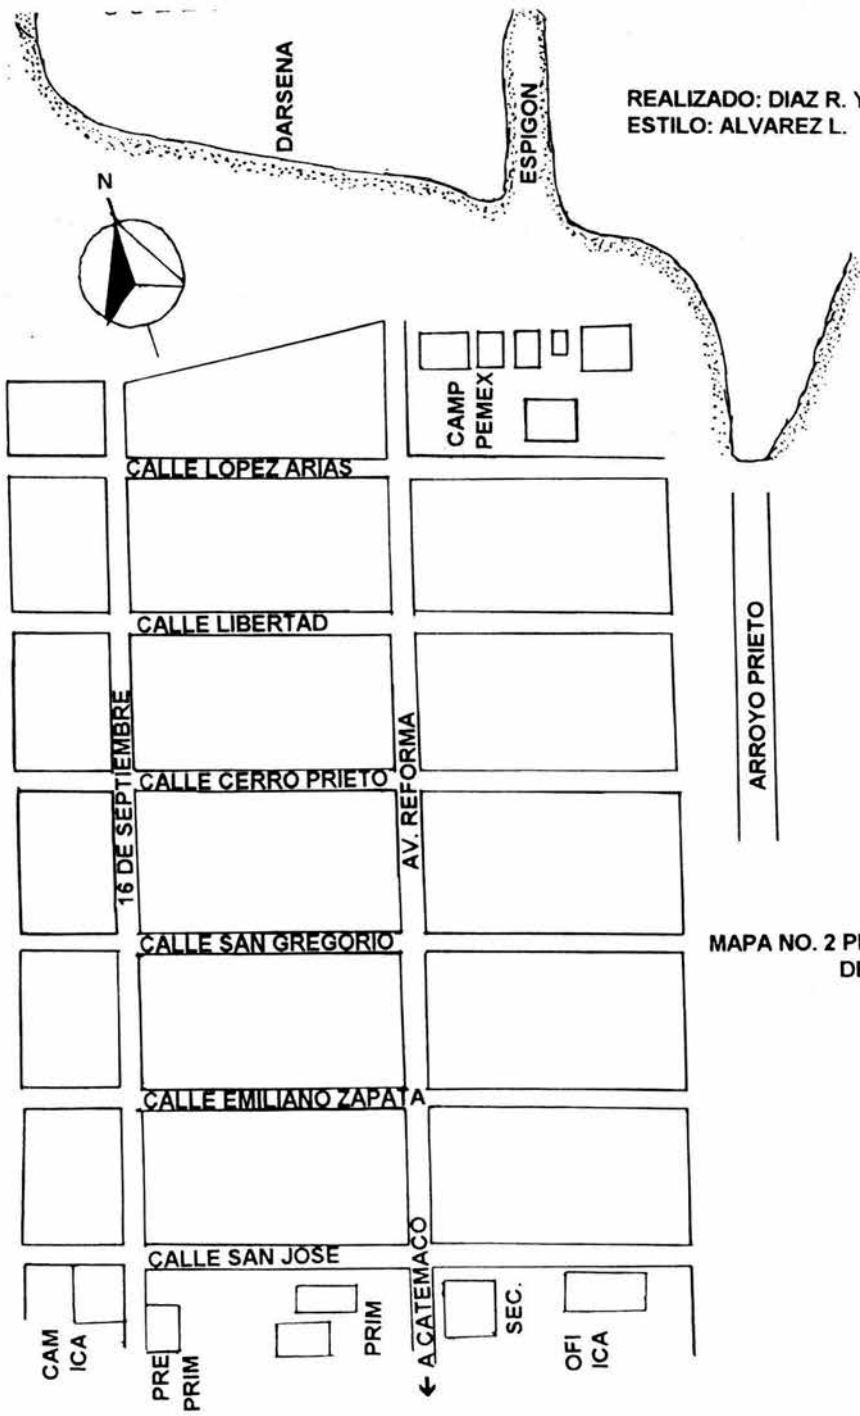 DARSENA
ESPIGON
REALIZADO: DIAZ R. Y
ESTILO: ALVAREZ L.
N
CAMP
PEMEX
CALLE LOPEZ ARIAS
CALLE LIBERTAD
16 DE SEPTIEMBRE
AV. REFORMA
ARROYO PRIETO
CALLE CERRO PRIETO
CALLE SAN GREGORIO
MAPA NO. 2
CALLE EMILIANO ZAPATA
CALLE SAN JOSE
← A CATEMACO
CAM
ICA
PRE
PRIM
PRIM
SEC.
OFI
ICA